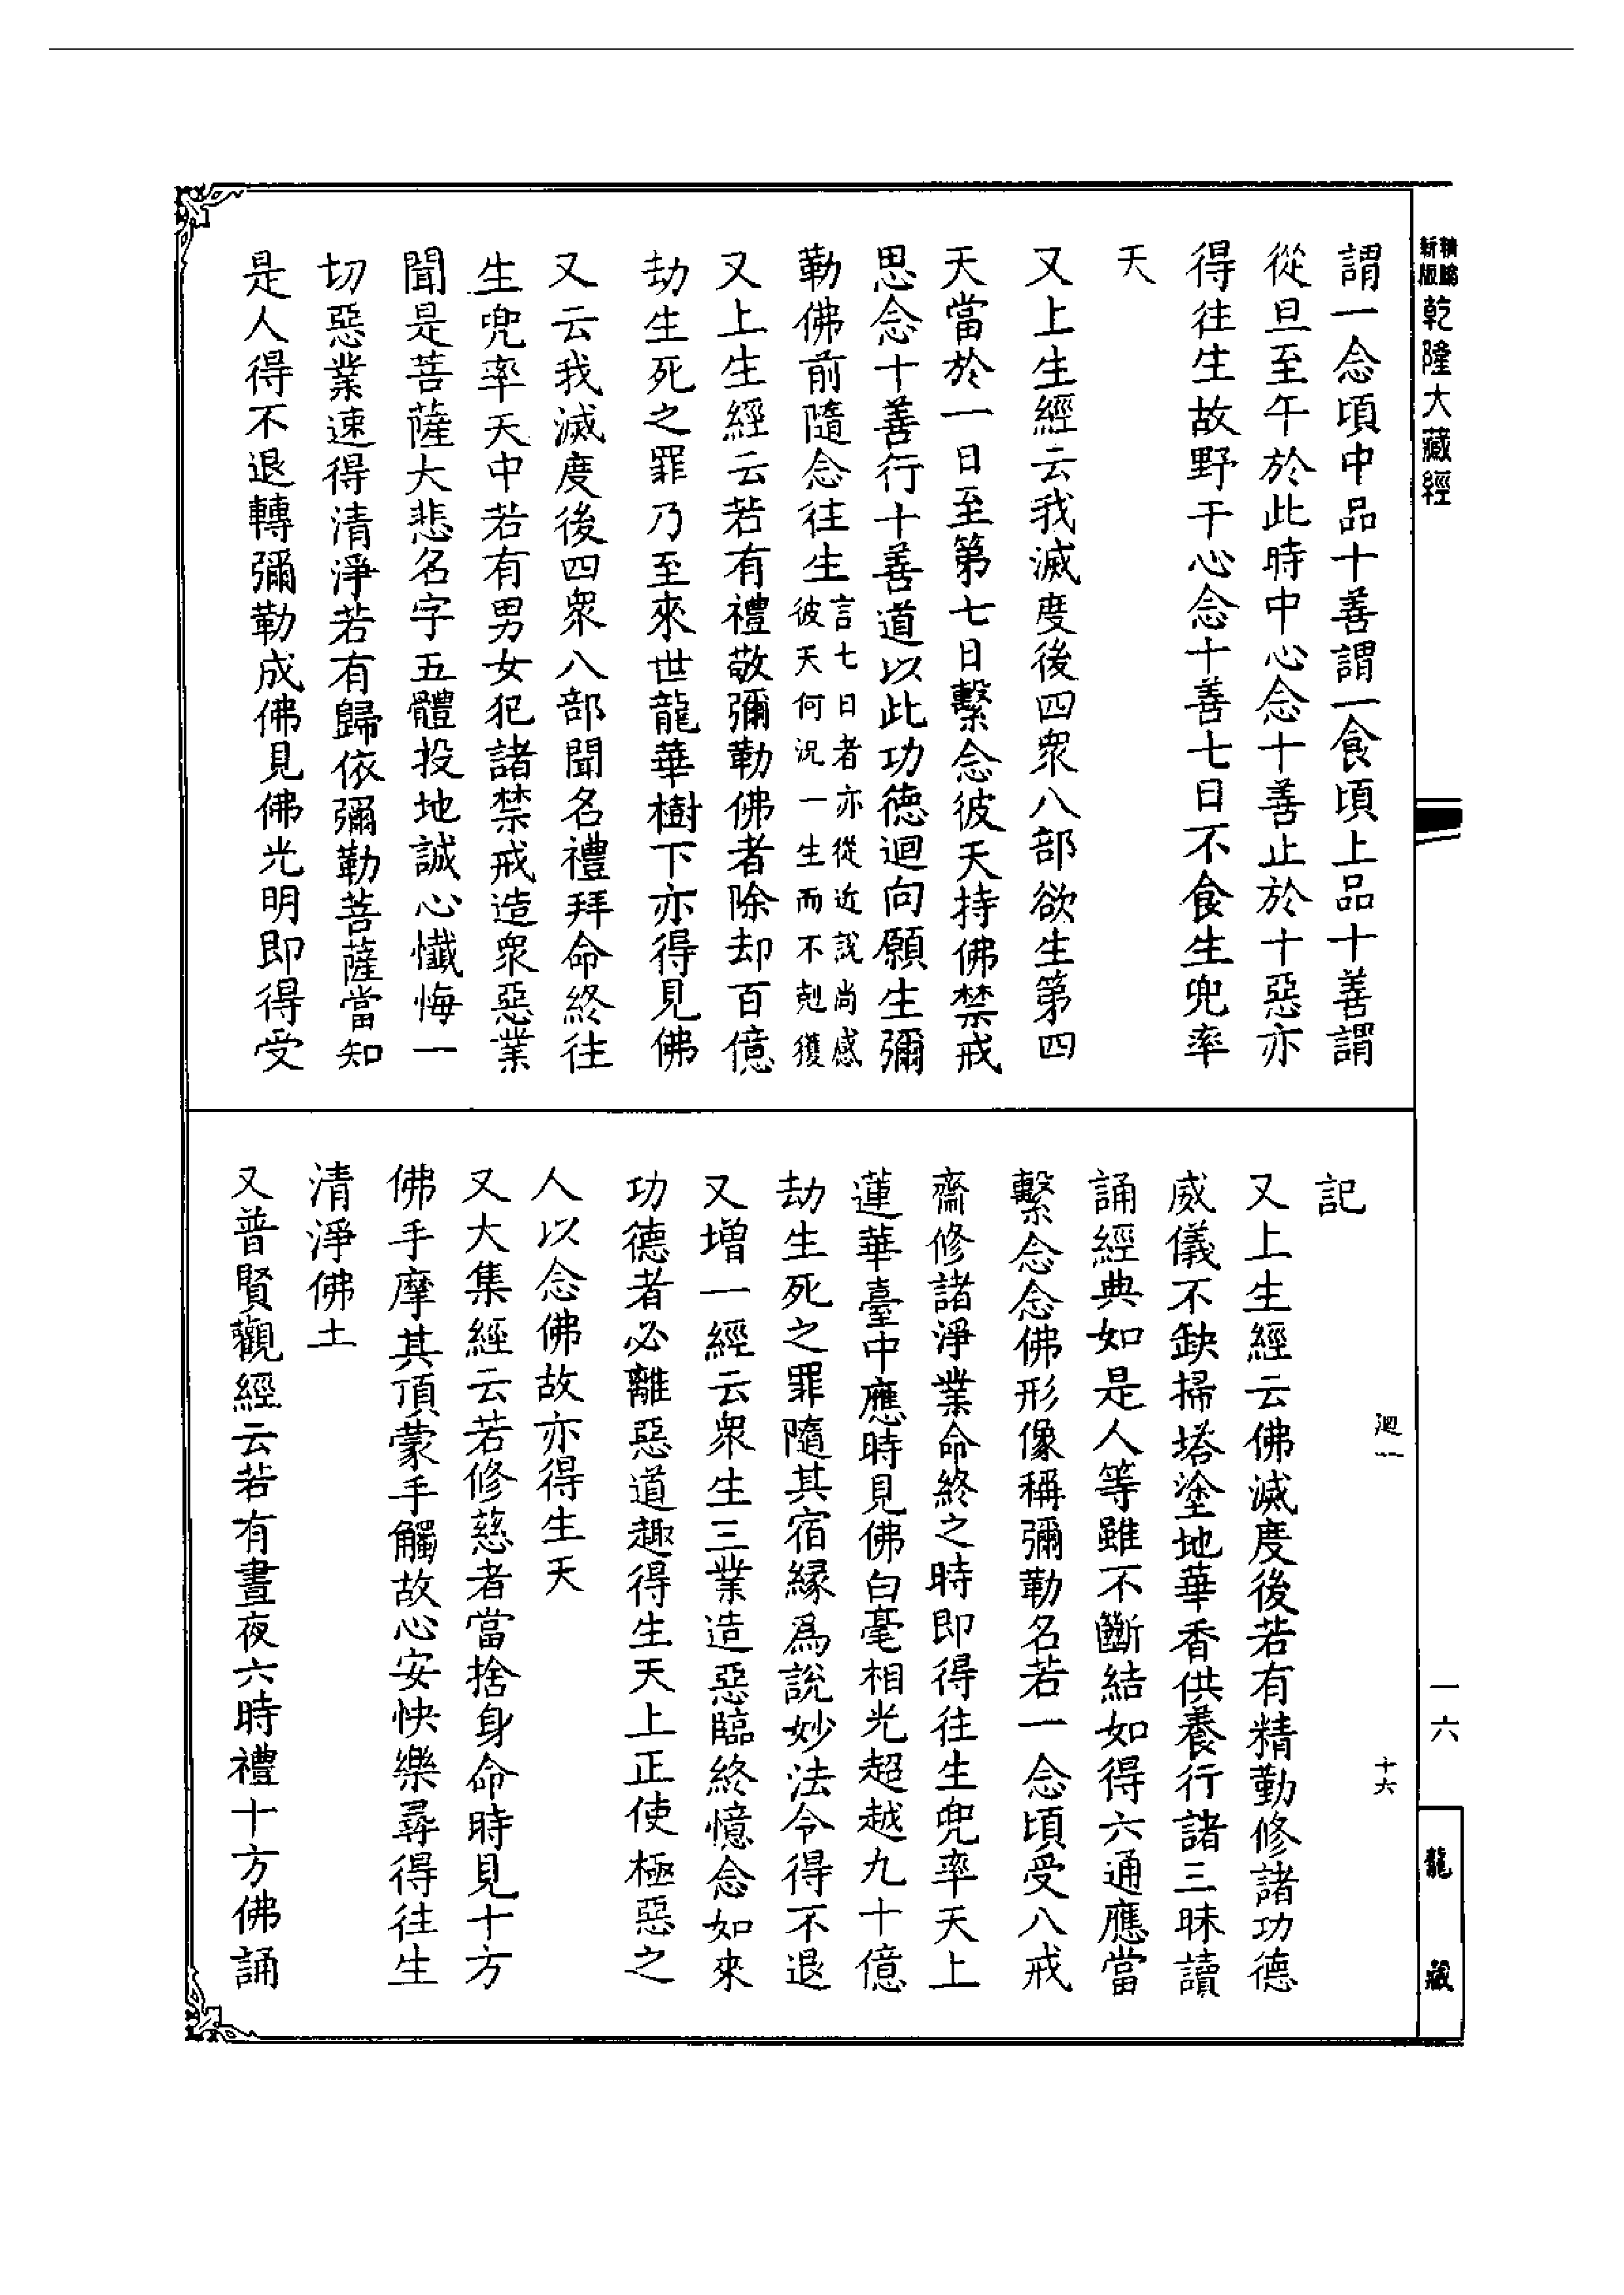 新版
精縮
乾隆大藏經
謂一念頃中品十善謂一食頃上品十善謂
從旦至午於此時中心念十善止於十惡亦
得往生故野干心念十善七日不食生兜率
天
又上生經云我滅度後四眾八部欲生第四
天當於一日至第七日繫念彼天持佛禁戒
思念十善行十善道以此功德迴向願生彌
勒佛前隨念往生
言七日者亦從近説尚感
彼天何況一生而不剋獲
又上生經云若有禮敬彌勒佛者除却百億
劫生死之罪乃至來世龍華樹下亦得見佛
又云我滅度後四眾八部聞名禮拜命終往
生兜率天中若有男女犯諸禁戒造衆惡業
聞是菩薩大悲名字五體投地誠心懺悔一
切惡業速得清淨若有歸依彌勒菩薩當知
是人得不退轉彌勒成佛見佛光明即得受
迴一
十六
記
又上生經云佛滅度後若有精勤修諸功德
威儀不缺掃塔塗地華香供養行諸三昧讀
誦經典如是人等雖不斷結如得六通應當
繫念念佛形像稱彌勒名若一念頃受八戒
齋修諸淨業命終之時即得往生兜率天上
蓮華臺中應時見佛白毫相光超越九十億
劫生死之罪隨其宿緣爲說妙法令得不退
又增一經云衆生三業造惡臨終憶念如來
功德者必離惡道趣得生天上正使極惡之
人以念佛故亦得生天
又大集經云若修慈者當捨身命時見十方
佛手摩其頂蒙手觸故心安快樂尋得往生
清淨佛土
又普賢觀經云若有晝夜六時禮十方佛誦
一六
龍藏